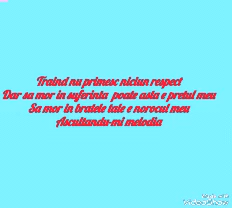 Traind nu primesc niciun respect
Dar sa mor in suferinta poate asta e pretul meu
Sa mor in bratele tale e norocul meu
Ascultandu-mi melodia